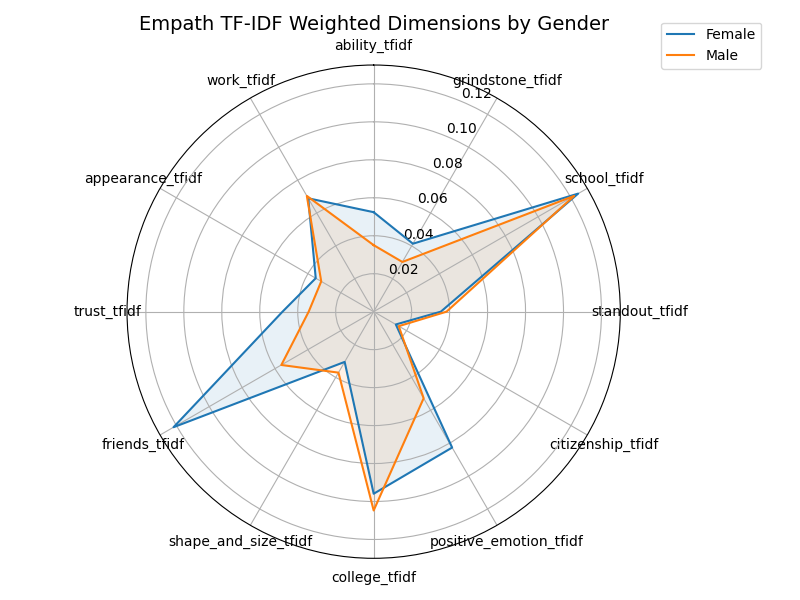 Empath TF-IDF Weighted Dimensions by Gender
Female
Male
ability_tfidf
grindstone_tfidf
school_tfidf
standout_tfidf
citizenship_tfidf
positive_emotion_tfidf
college_tfidf
shape_and_size_tfidf
friends_tfidf
trust_tfidf
appearance_tfidf
work_tfidf
0.12
0.10
0.08
0.06
0.04
0.02